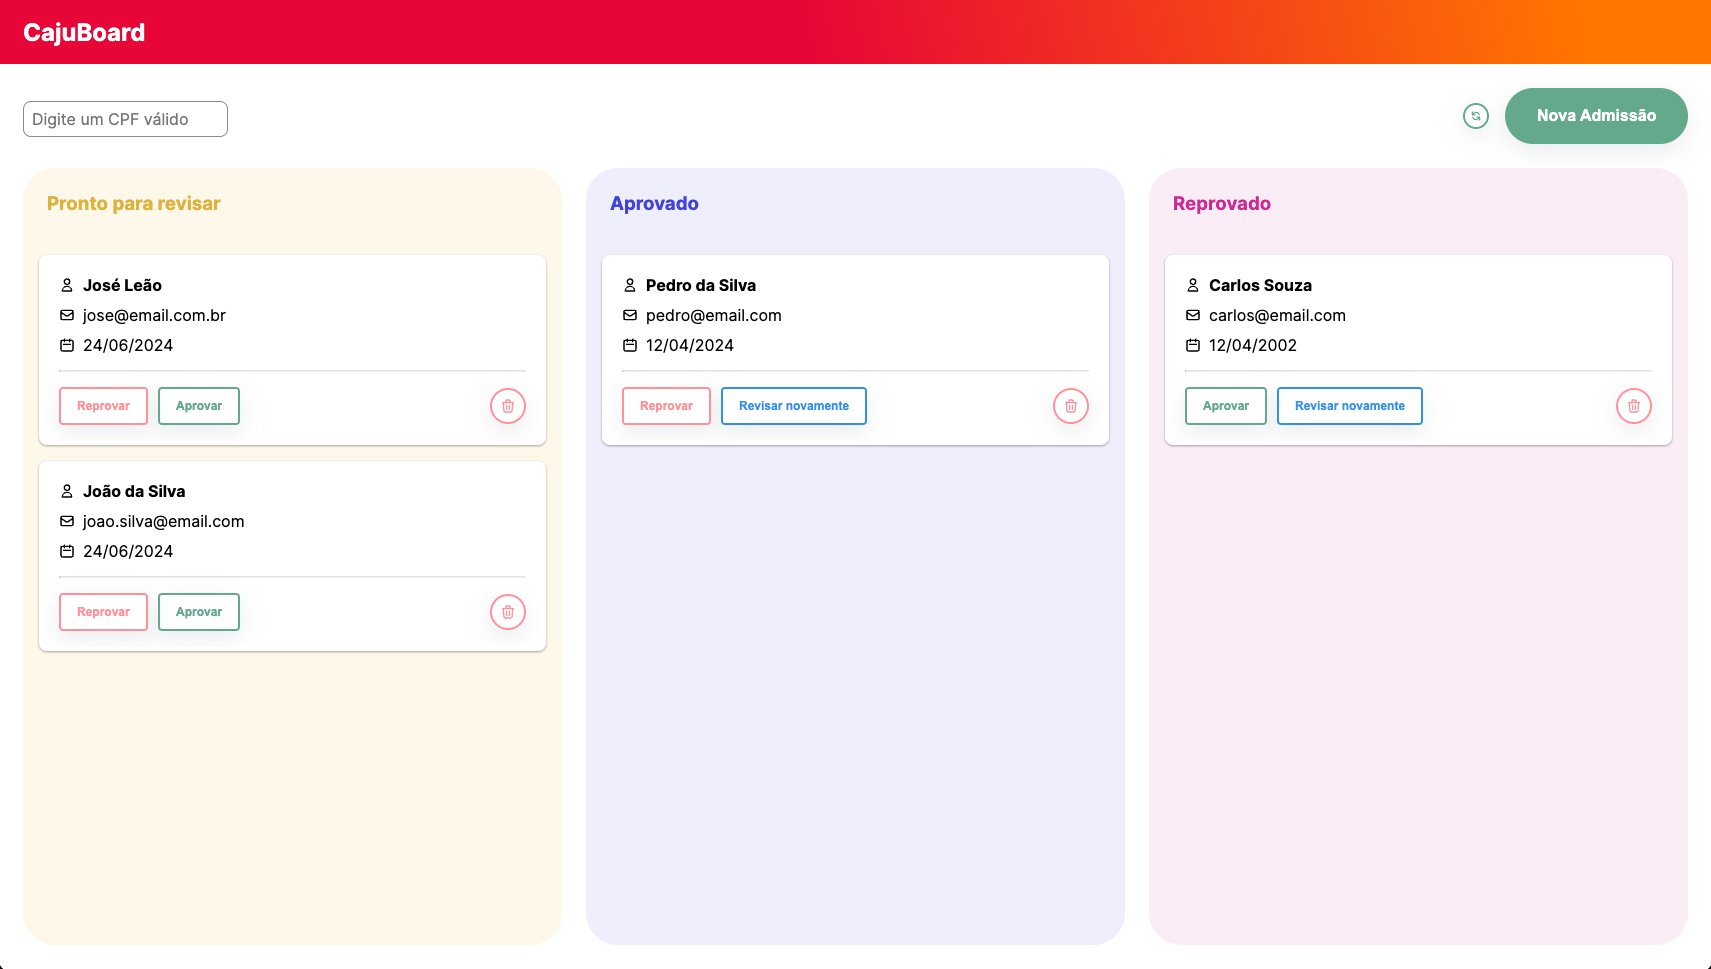 CajuBoard
Digite um CPF válido
Nova Admissão
Pronto para revisar
José Leão
jose@email.com.br
24/06/2024
Reprovar
Aprovar
João da Silva
joao.silva@email.com
24/06/2024
Reprovar
Aprovar
Aprovado
Pedro da Silva
pedro@email.com
12/04/2024
Reprovar
Revisar novamente
Reprovado
Carlos Souza
carlos@email.com
12/04/2002
Aprovar
Revisar novamente